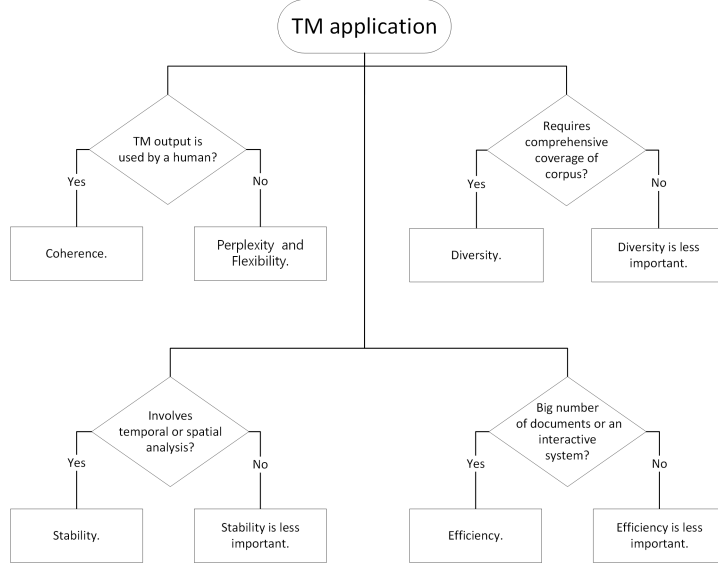 TM application
TM output is
used by a human?
Requires
comprehensive
coverage of
corpus?
Yes
No
Yes
No
Coherence.
Perplexity and
Flexibility.
Diversity.
Diversity is less
important.
Involves
temporal or spatial
analysis?
Big number
of documents or an
interactive
system?
Yes
No
Yes
No
Stability.
Stability is less
important.
Efficiency.
Efficiency is less
important.